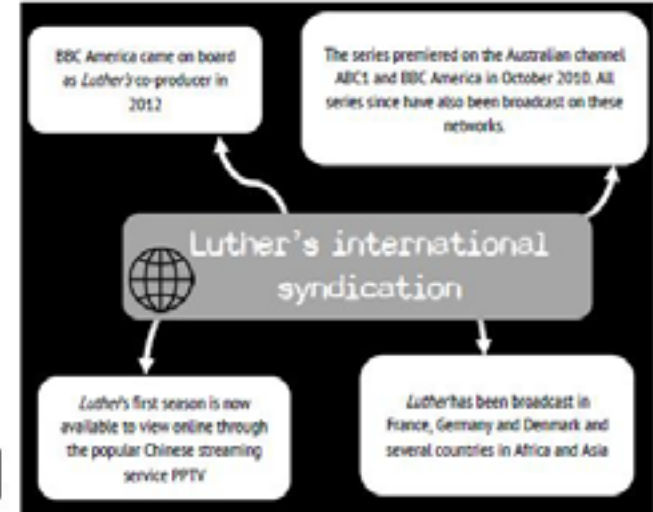 BBC America came on board
as Luther's co-producer in
2012
The series premiered on the Australian channel
ABC1 and BBC America in October 2010. All
series since have also been broadcast on these
networks.
Luther's international
syndication
Luther's first season is now
available to view online through
the popular Chinese streaming
service PPTV
Luther has been broadcast in
France, Germany and Denmark and
several countries in Africa and Asia